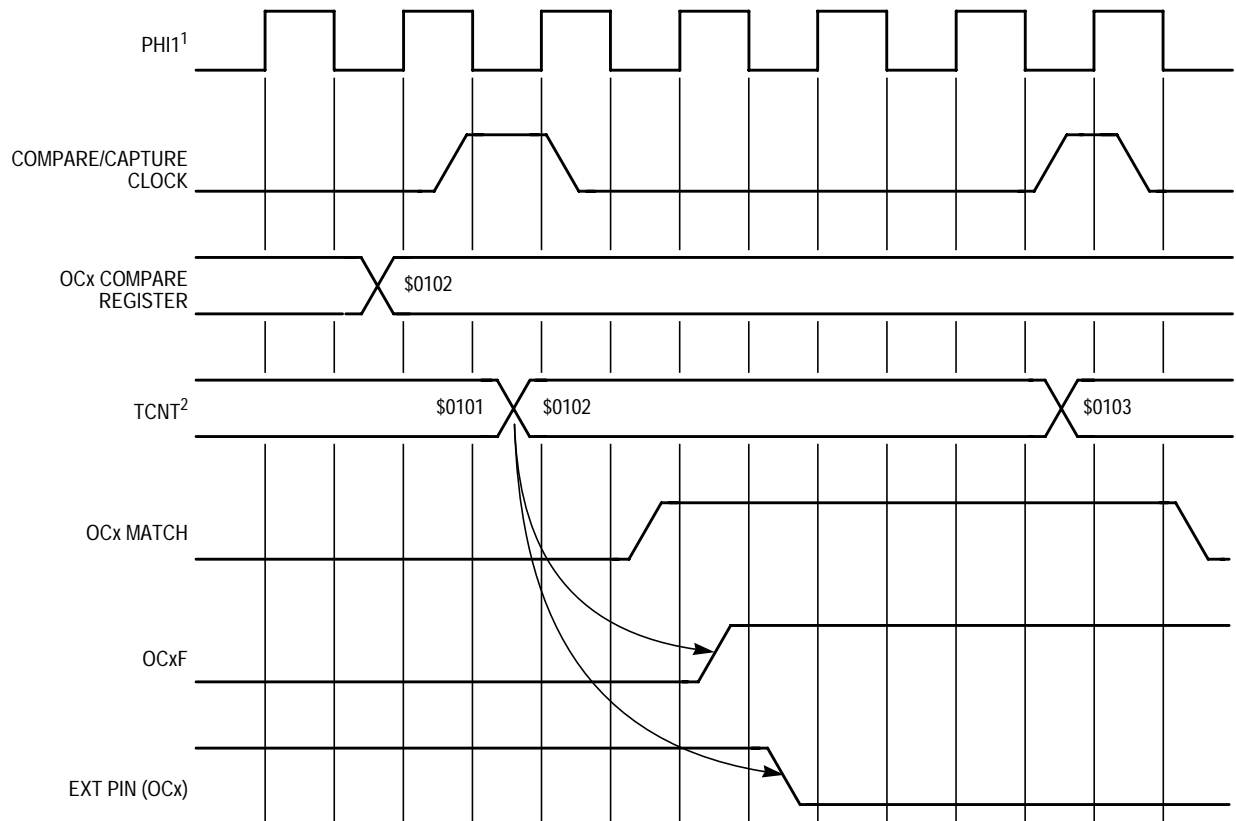 PHI1¹
COMPARE/CAPTURE
CLOCK
OCx COMPARE
REGISTER
$0102
TCNT²
$0101
$0102
$0103
OCx MATCH
OCxF
EXT PIN (OCx)